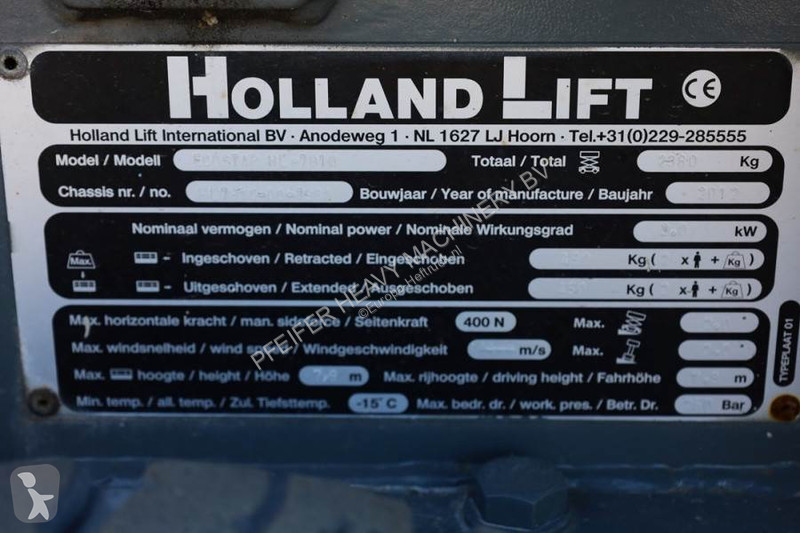 HOLLAND LIFT CE
Holland Lift International BV · Anodeweg 1 · NL 1627 LJ Hoorn · Tel.+31(0)229-285555
Model / Modell Totaal / Total Kg
Chassis nr. / no. Bouwjaar / Year of manufacture / Baujahr
Nominaal vermogen / Nominal power / Nominale Wirkungsgrad kW
Max. - Ingeschoven / Retracted / Eingeschoben Kg ( x + Kg )
- Uitgeschoven / Extended / Ausgeschoben Kg ( x + )
Max. horizontale kracht / man. side force / Seitenkraft 400 N Max.
Max. windsnelheid / wind speed / Windgeschwindigkeit m/s Max.
Max. hoogte / height / Höhe m Max. rijhoogte / driving height / Fahrhöhe m
Min. temp. / all. temp. / Zul. Tiefsttemp. -15°C Max. bedr. dr. / work. pres. / Betr. Dr. Bar
TYPEPLAAT 01
PFEIFER HEAVY MACHINERY BV